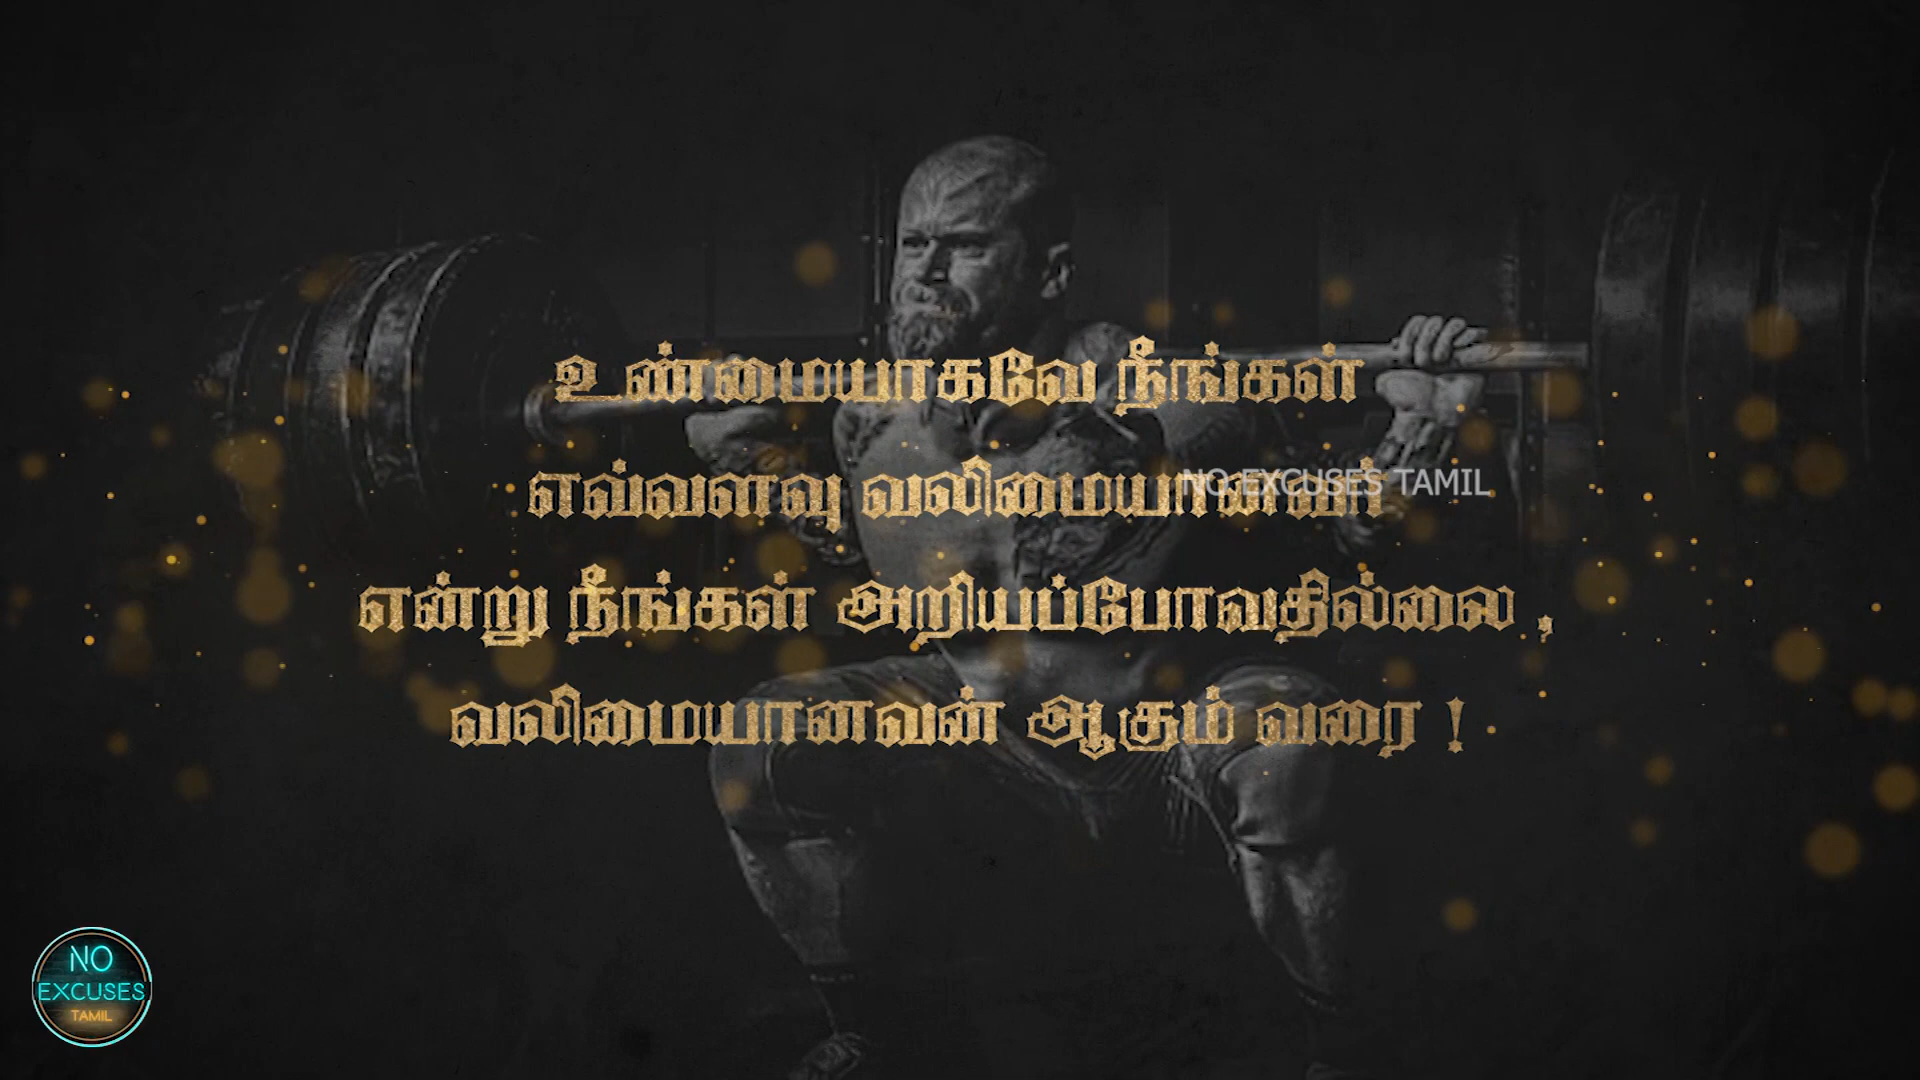 உண்மையாகவே நீங்கள்
எவ்வளவு வலிமையானவர்
NO EXCUSES TAMIL
என்று நீங்கள் அறியப்போவதில்லை ,
வலிமையானவன் ஆகும் வரை !
NO
EXCUSES
TAMIL